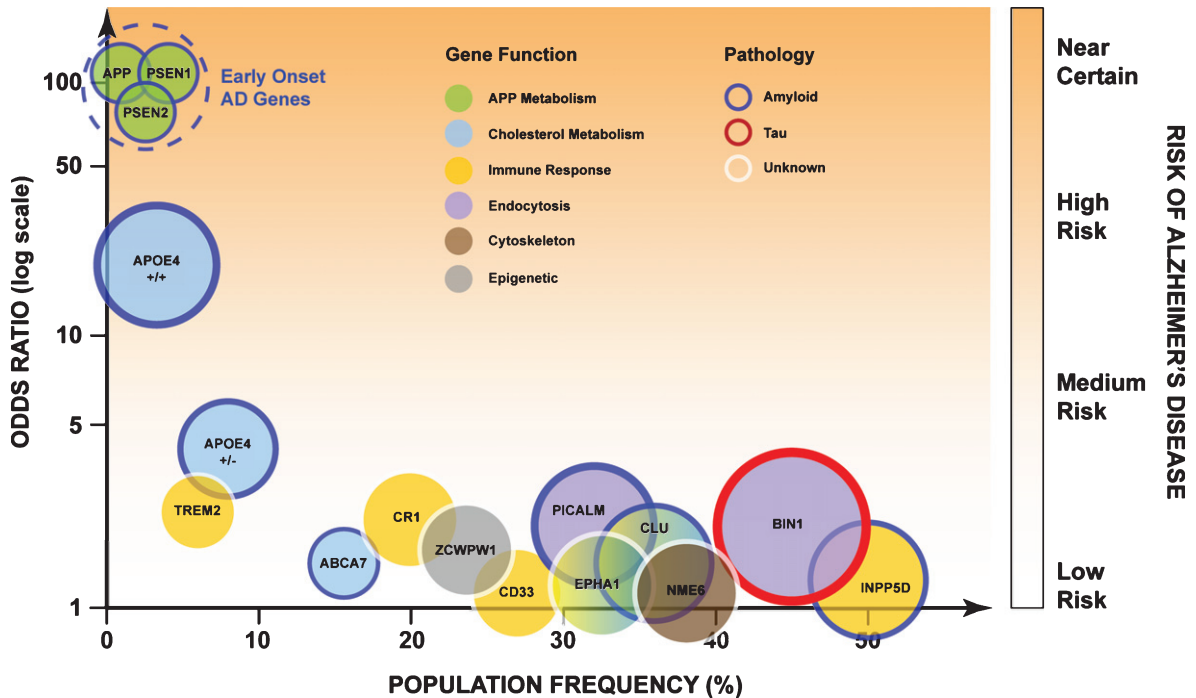 APP
PSEN1
PSEN2
Early Onset
AD Genes
Gene Function
APP Metabolism
Cholesterol Metabolism
Immune Response
Endocytosis
Cytoskeleton
Epigenetic
Pathology
Amyloid
Tau
Unknown
Near
Certain
High
Risk
Medium
Risk
Low
Risk
RISK OF ALZHEIMER'S DISEASE
ODDS RATIO (log scale)
100
50
10
5
1
APOE4
+/+
APOE4
+/-
TREM2
ABCA7
CR1
ZCWPW1
CD33
PICALM
CLU
EPHA1
NME6
BIN1
INPP5D
0
10
20
30
40
50
POPULATION FREQUENCY (%)